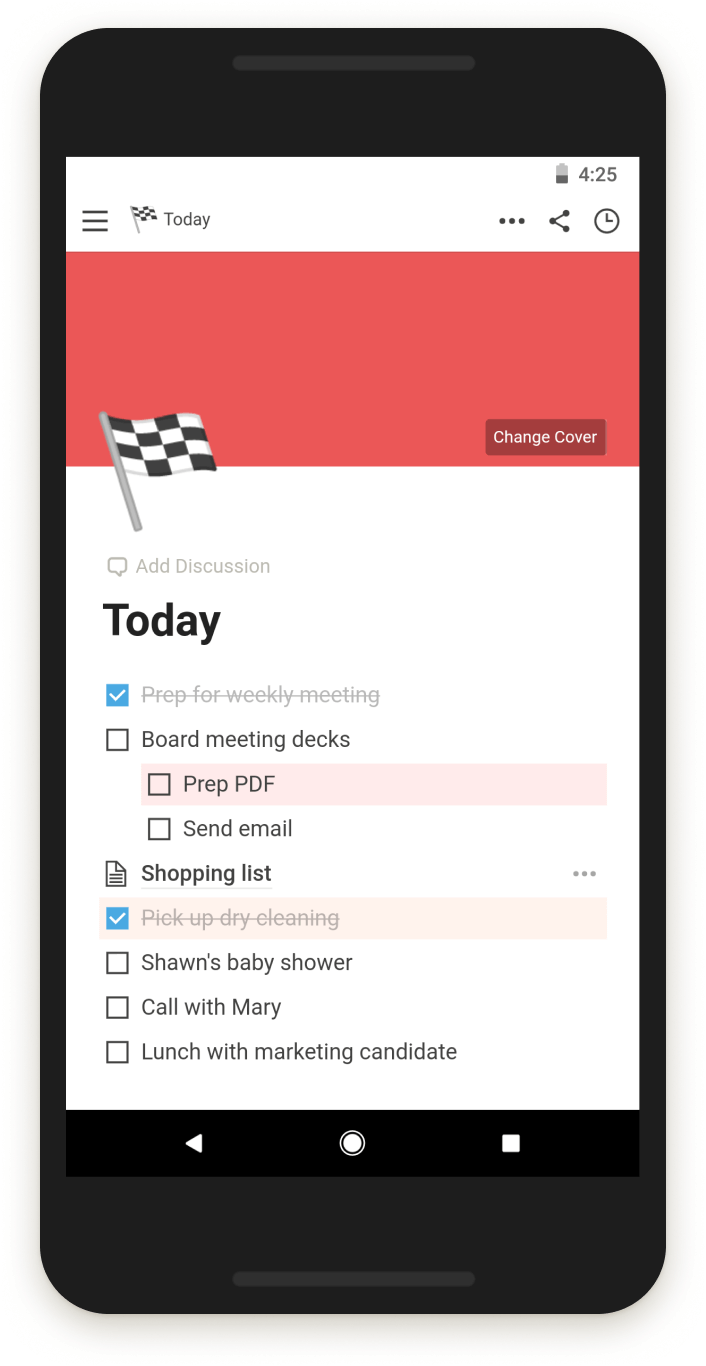 4:25
Today
Change Cover
Add Discussion
Today
Prep for weekly meeting
Board meeting decks
Prep PDF
Send email
Shopping list
Pick up dry cleaning
Shawn's baby shower
Call with Mary
Lunch with marketing candidate